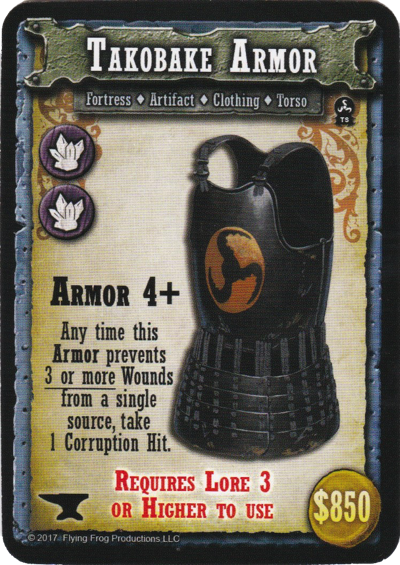 Takobake Armor
Fortress ♦ Artifact ♦ Clothing ♦ Torso
TS
Armor 4+
Any time this
Armor prevents
3 or more Wounds
from a single
source, take
1 Corruption Hit.
Requires Lore 3
or Higher to use
$850
© 2017 Flying Frog Productions, LLC